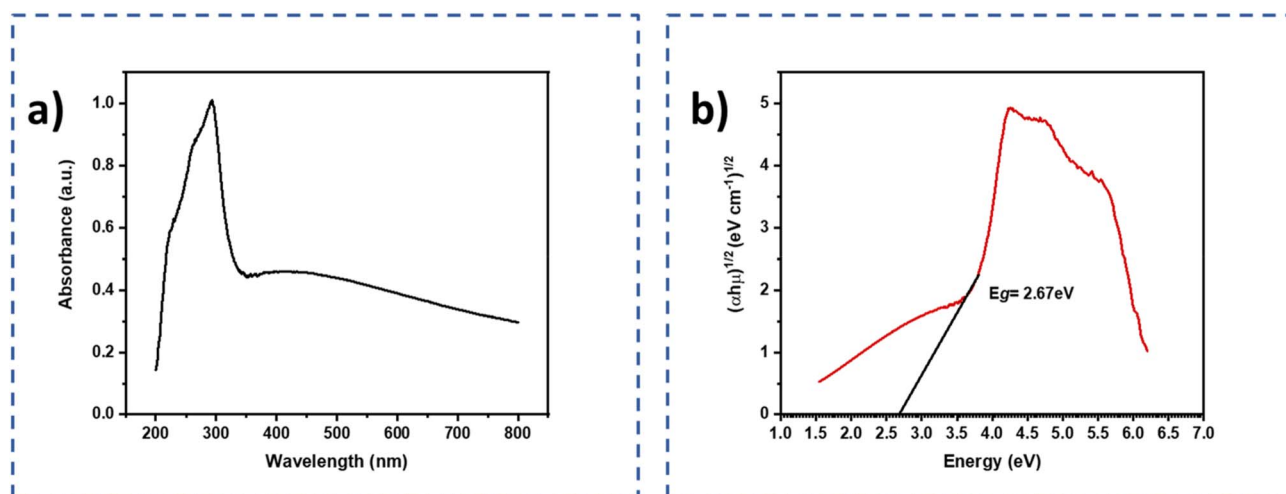 a)
1.0
0.8
0.6
0.4
0.2
0.0
Absorbance (a.u.)
200 300 400 500 600 700 800
Wavelength (nm)
b)
5
4
3
2
1
0
(αhμ)1/2 (eV cm-1)1/2
Eg= 2.67eV
1.0 1.5 2.0 2.5 3.0 3.5 4.0 4.5 5.0 5.5 6.0 6.5 7.0
Energy (eV)